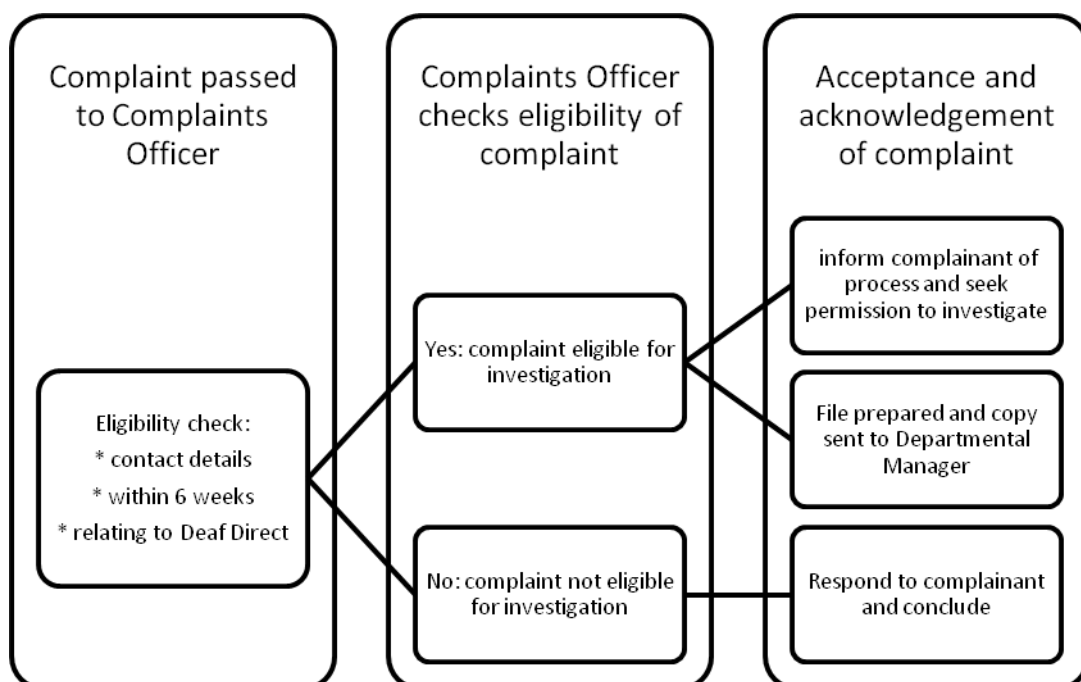 Complaint passed
to Complaints
Officer
Eligibility check:
* contact details
* within 6 weeks
* relating to Deaf Direct
Complaints Officer
checks eligibility of
complaint
Yes: complaint eligible for
investigation
No: complaint not eligible
for investigation
Acceptance and
acknowledgement
of complaint
inform complainant of
process and seek
permission to investigate
File prepared and copy
sent to Departmental
Manager
Respond to complainant
and conclude